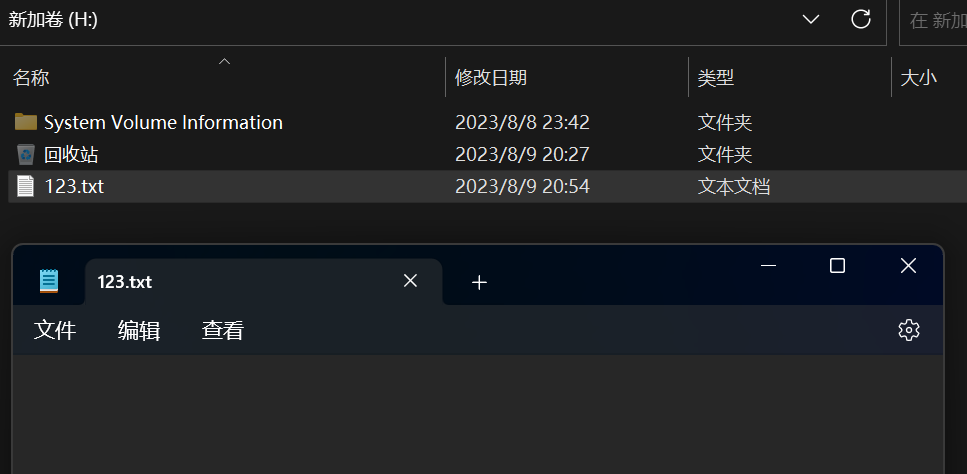 新加卷 (H:) 在 新加
名称 修改日期 类型 大小
System Volume Information 2023/8/8 23:42 文件夹
回收站 2023/8/9 20:27 文件夹
123.txt 2023/8/9 20:54 文本文档
123.txt
文件 编辑 查看